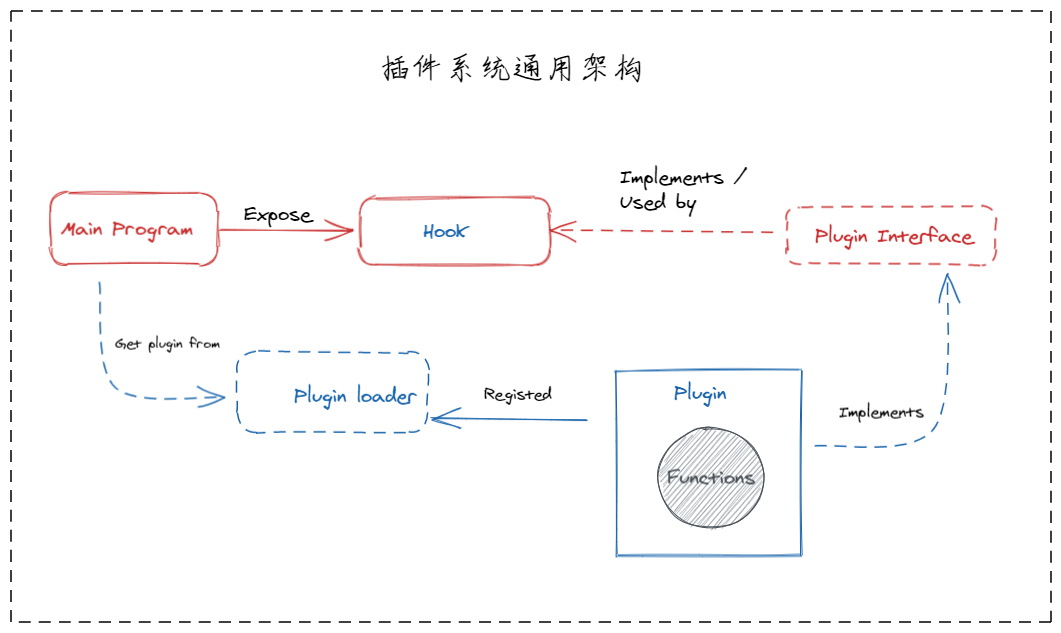 插件系统通用架构
Implements /
Used by
Main Program
Expose
Hook
Plugin Interface
Get plugin from
Plugin loader
Registed
Plugin
Implements
Functions